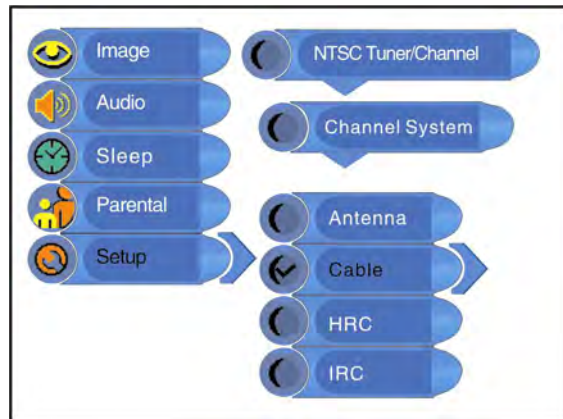 Image
Audio
Sleep
Parental
Setup
NTSC Tuner/Channel
Channel System
Antenna
Cable
HRC
IRC